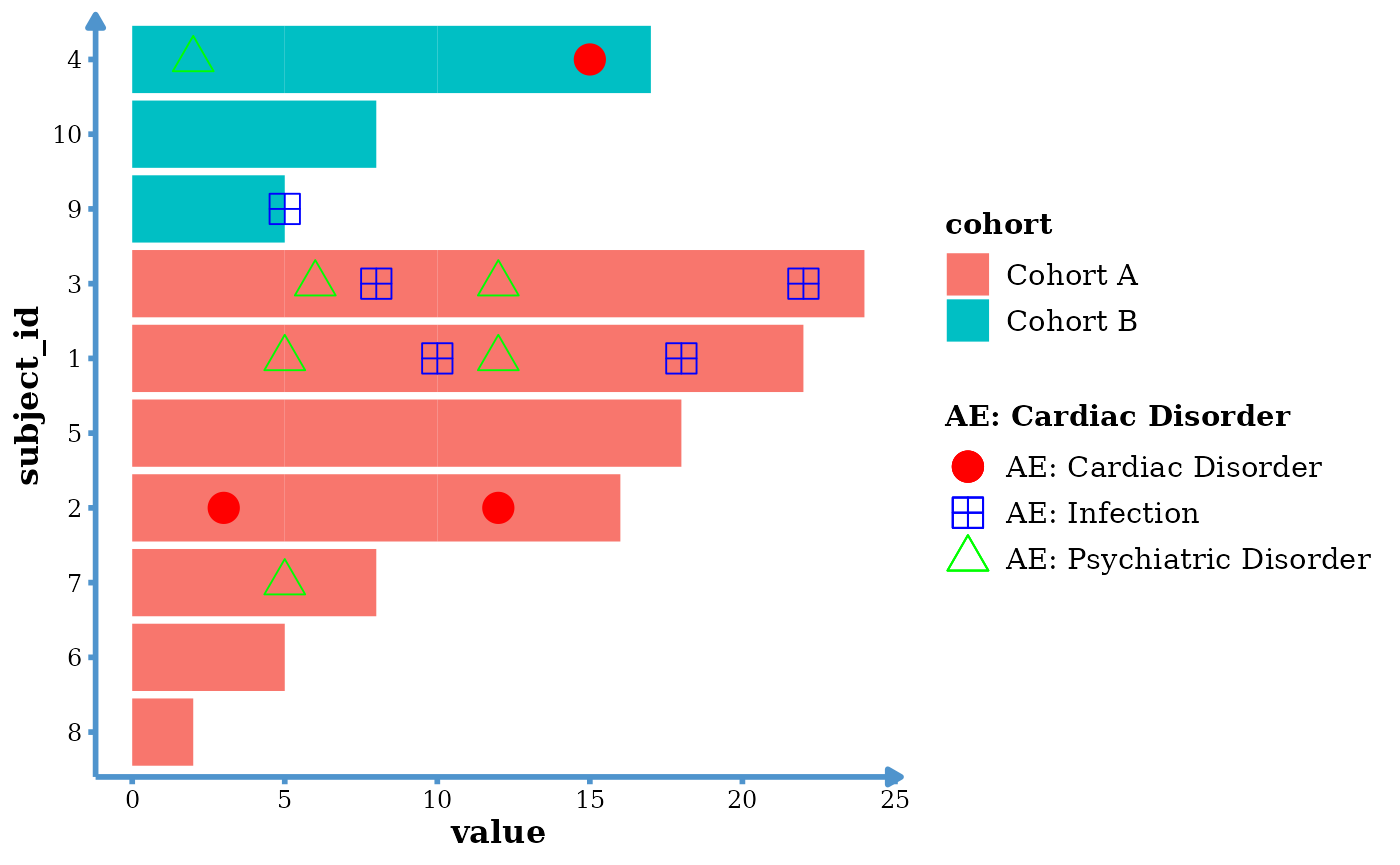 subject_id
4
10
9
3
1
5
2
7
6
8
0 5 10 15 20 25
value
cohort
Cohort A
Cohort B
AE: Cardiac Disorder
AE: Cardiac Disorder
AE: Infection
AE: Psychiatric Disorder